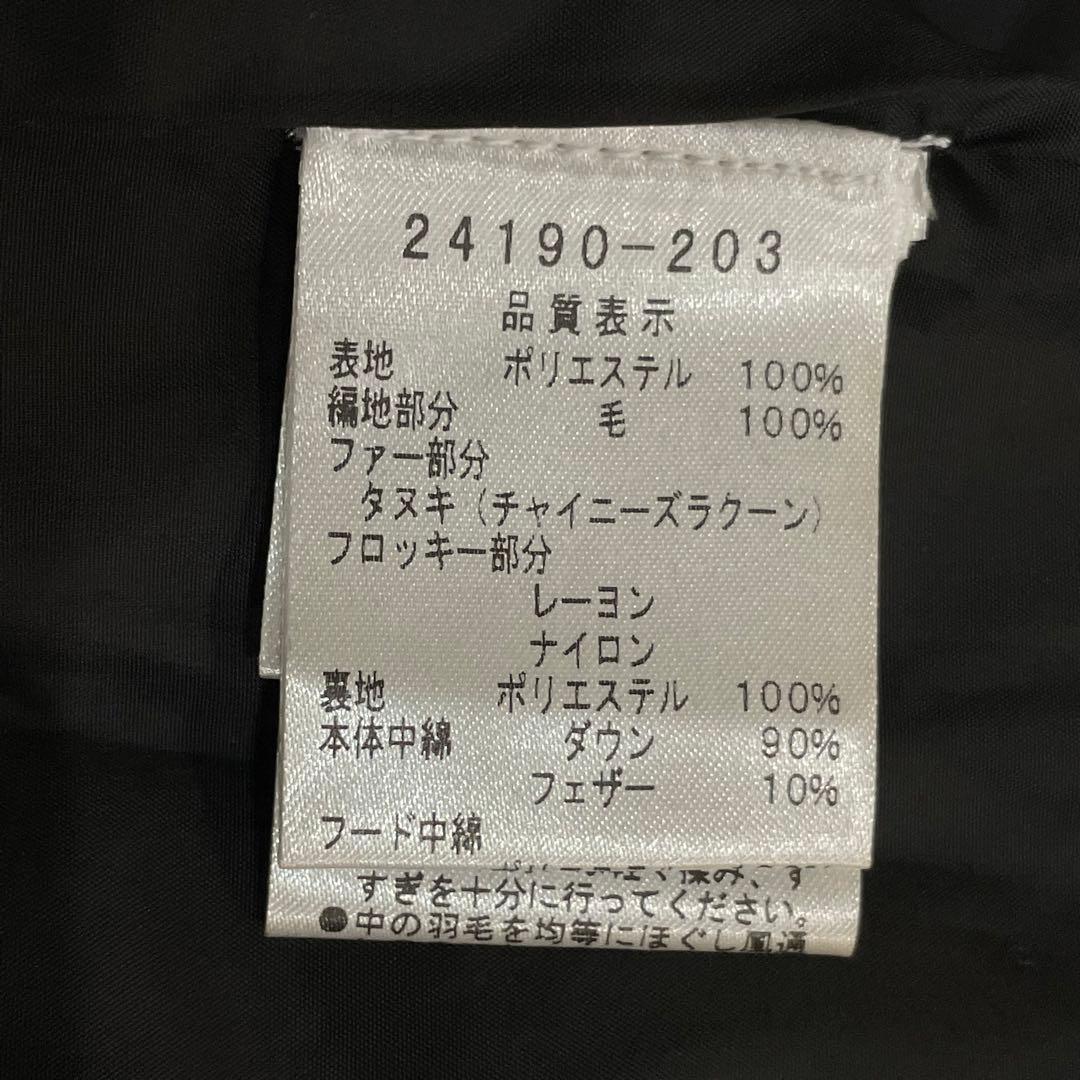 24190-203
品質表示
表地 ポリエステル 100%
編地部分 毛 100%
ファー部分
タヌキ(チャイニーズラクーン)
フロッキー部分
レーヨン
ナイロン
裏地 ポリエステル 100%
本体中綿 ダウン 90%
フェザー 10%
フード中綿
すぎを十分に行ってください。
●中の羽毛を均等にほぐし風通